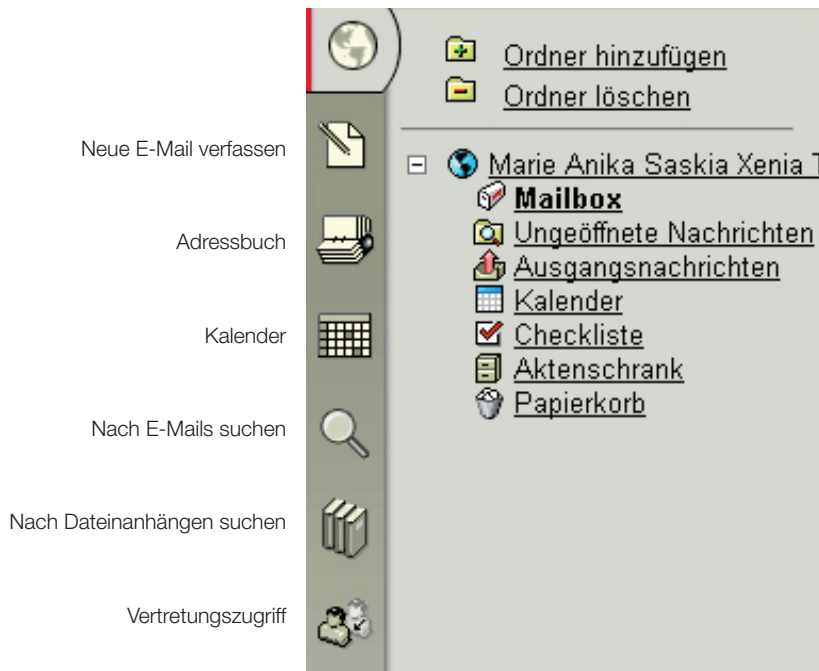 Ordner hinzufügen
Ordner löschen
Neue E-Mail verfassen
Marie Anika Saskia Xenia
Mailbox
Ungeöffnete Nachrichten
Adressbuch
Ausgangsnachrichten
Kalender
Kalender
Checkliste
Aktenschrank
Papierkorb
Nach E-Mails suchen
Nach Dateinanhängen suchen
Vertretungszugriff